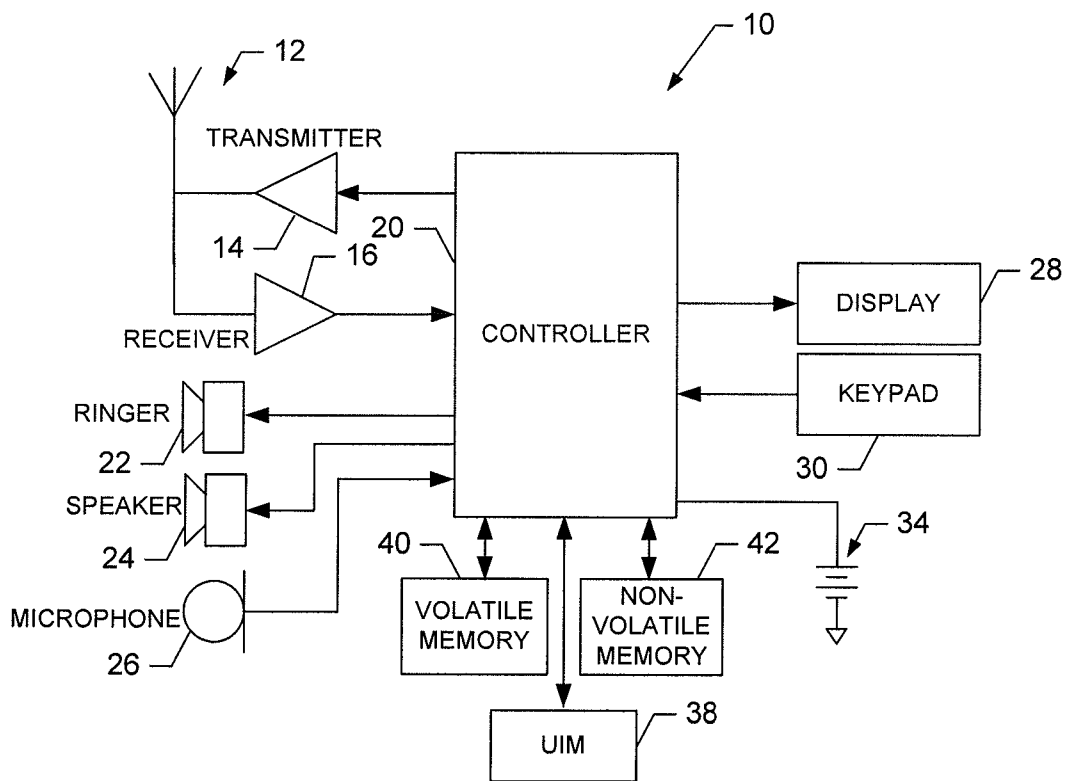 10
12
TRANSMITTER
14
20
16
RECEIVER
CONTROLLER
DISPLAY
28
KEYPAD
30
RINGER
22
SPEAKER
24
MICROPHONE
26
40
VOLATILE
MEMORY
42
NON-
VOLATILE
MEMORY
34
UIM
38